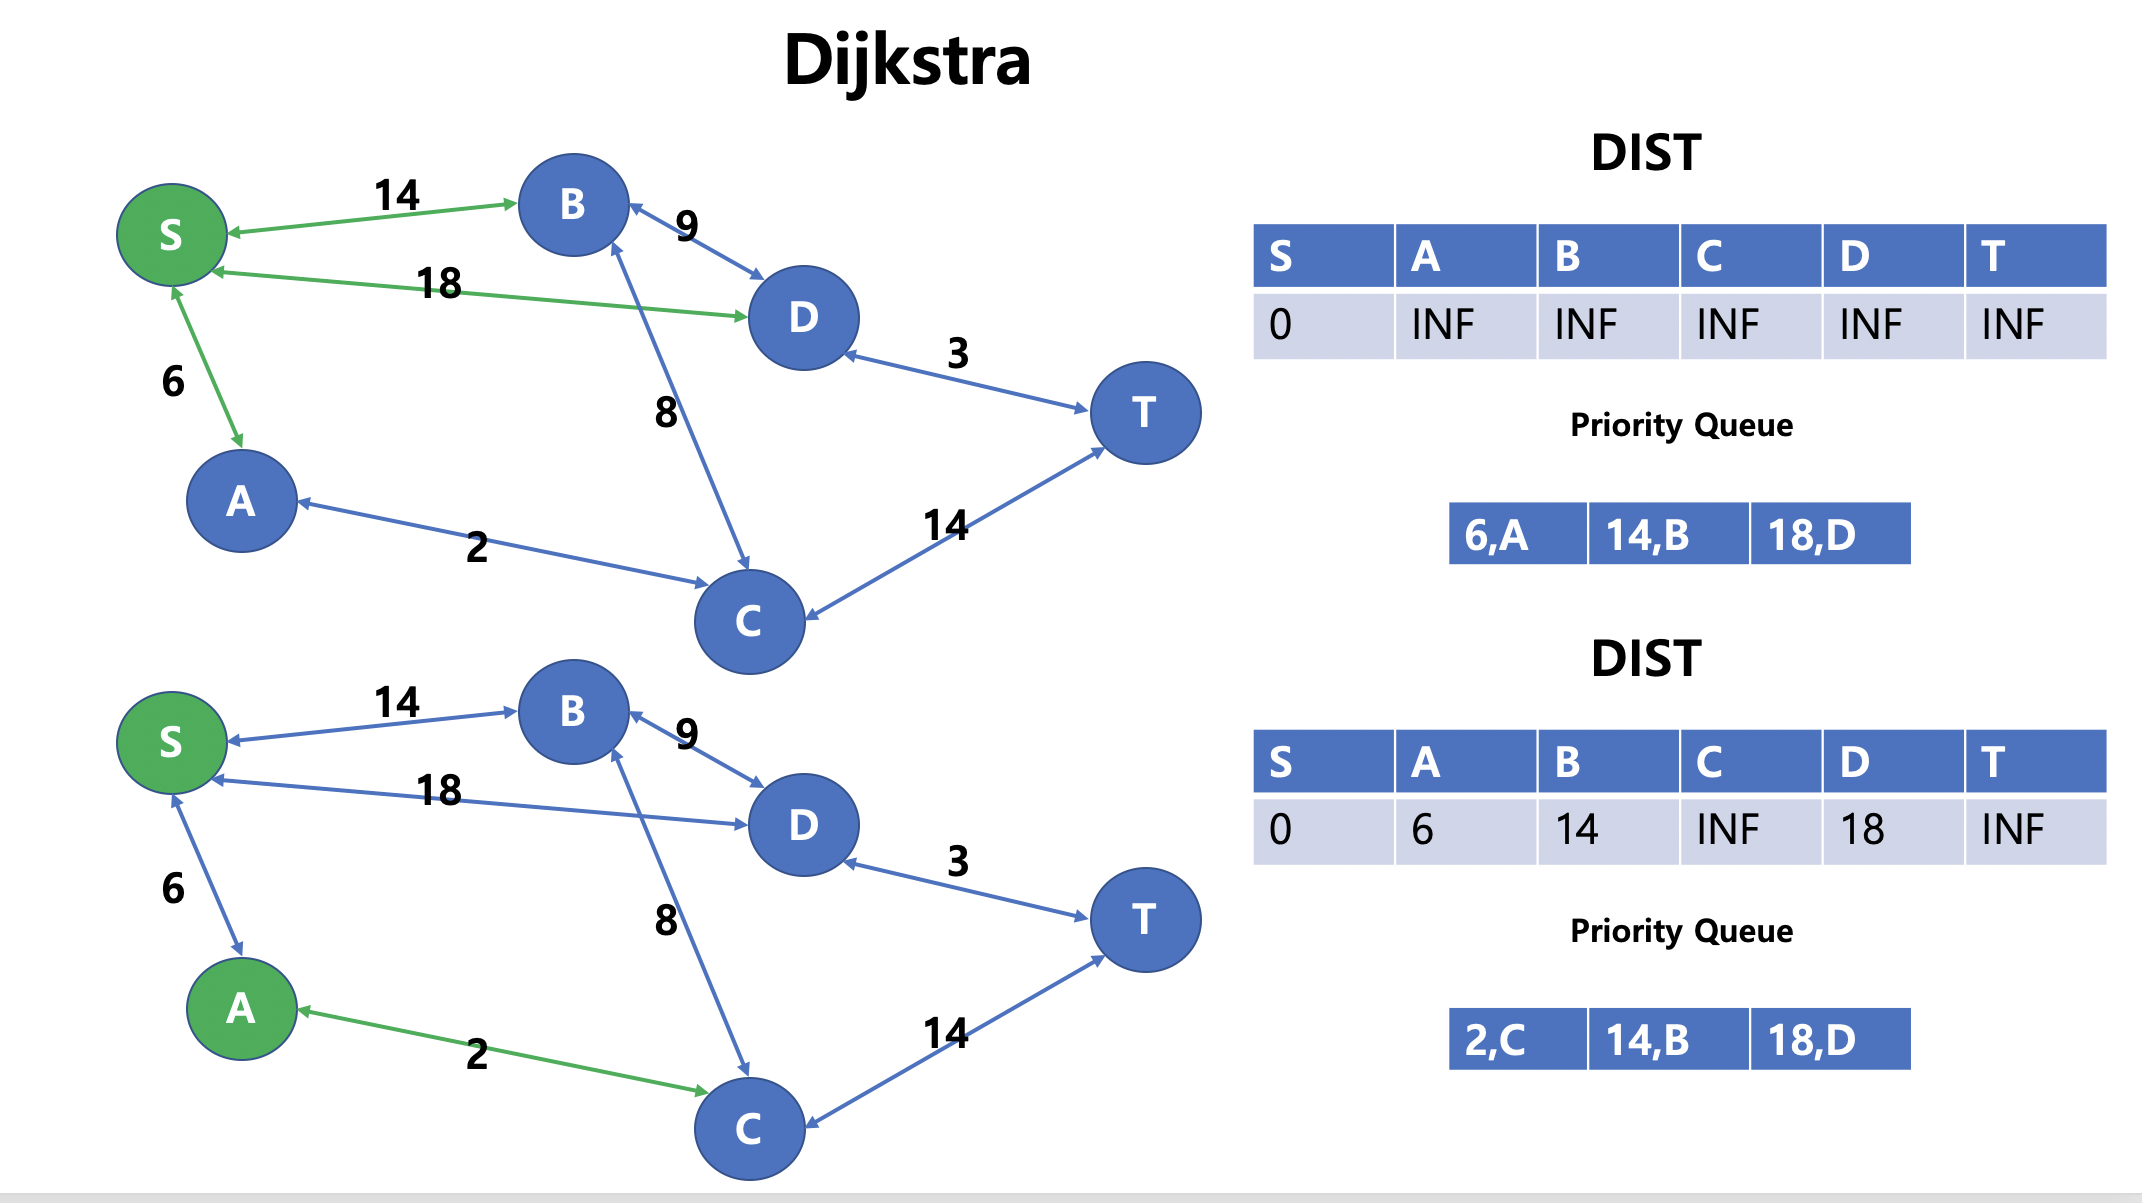 Dijkstra
14
B
S
9
18
D
3
6
T
8
A
14
2
C
DIST
S A B C D T
0 INF INF INF INF INF
Priority Queue
6,A 14,B 18,D
14
B
S
9
18
D
3
6
T
8
A
14
2
C
DIST
S A B C D T
0 6 14 INF 18 INF
Priority Queue
2,C 14,B 18,D